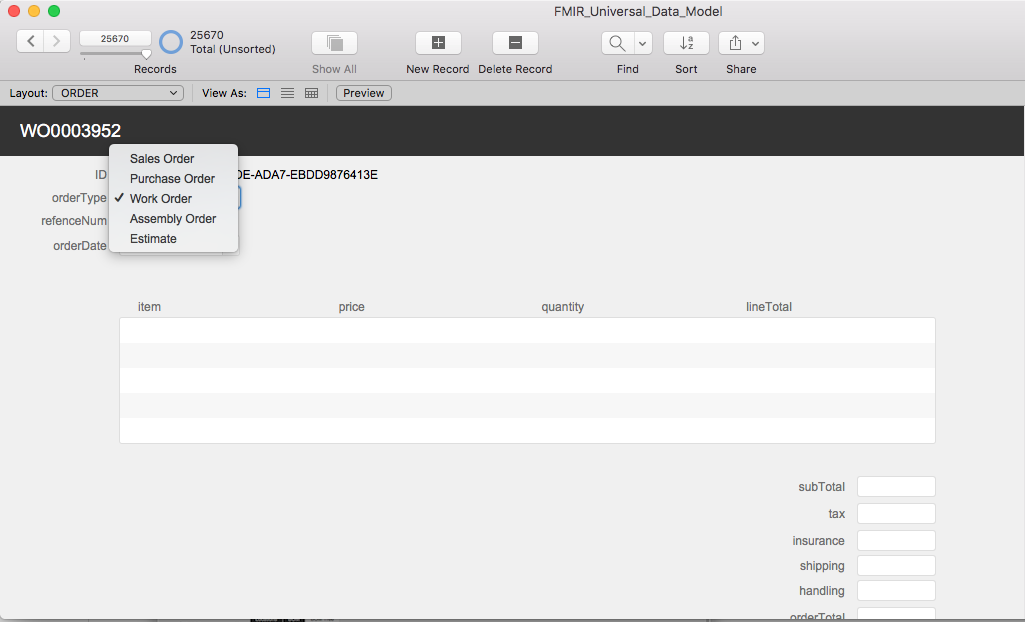 FMIR_Universal_Data_Model
25670
25670
Total (Unsorted)
Records
Show All
New Record
Delete Record
Find
Sort
Share
Layout: ORDER
View As:
Preview
WO0003952
ID
DE-ADA7-EBDD9876413E
orderType
refenceNum
orderDate
Sales Order
Purchase Order
✓ Work Order
Assembly Order
Estimate
item price quantity lineTotal
subTotal
tax
insurance
shipping
handling
orderTotal